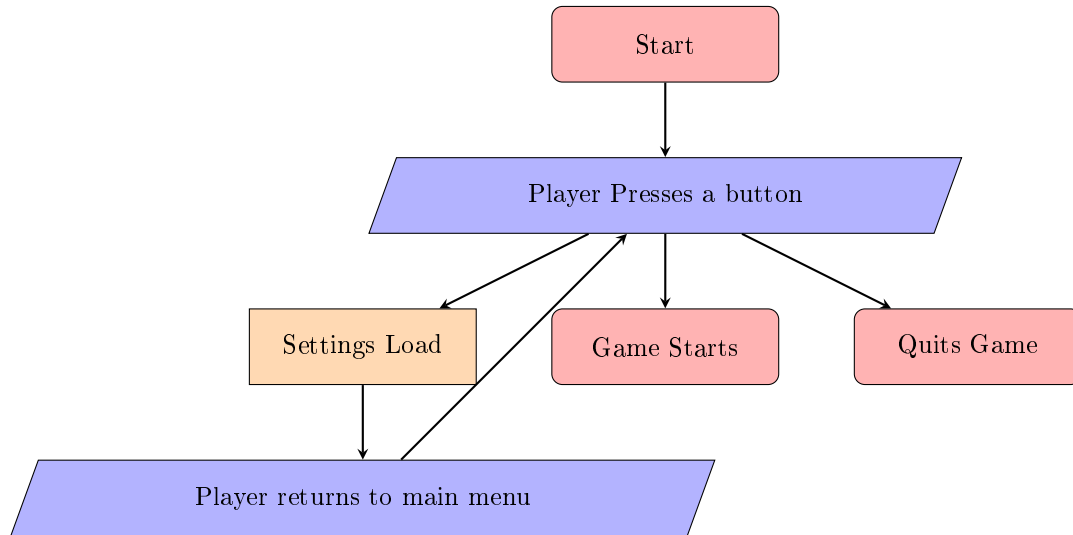 Start
Player Presses a button
Settings Load
Game Starts
Quits Game
Player returns to main menu